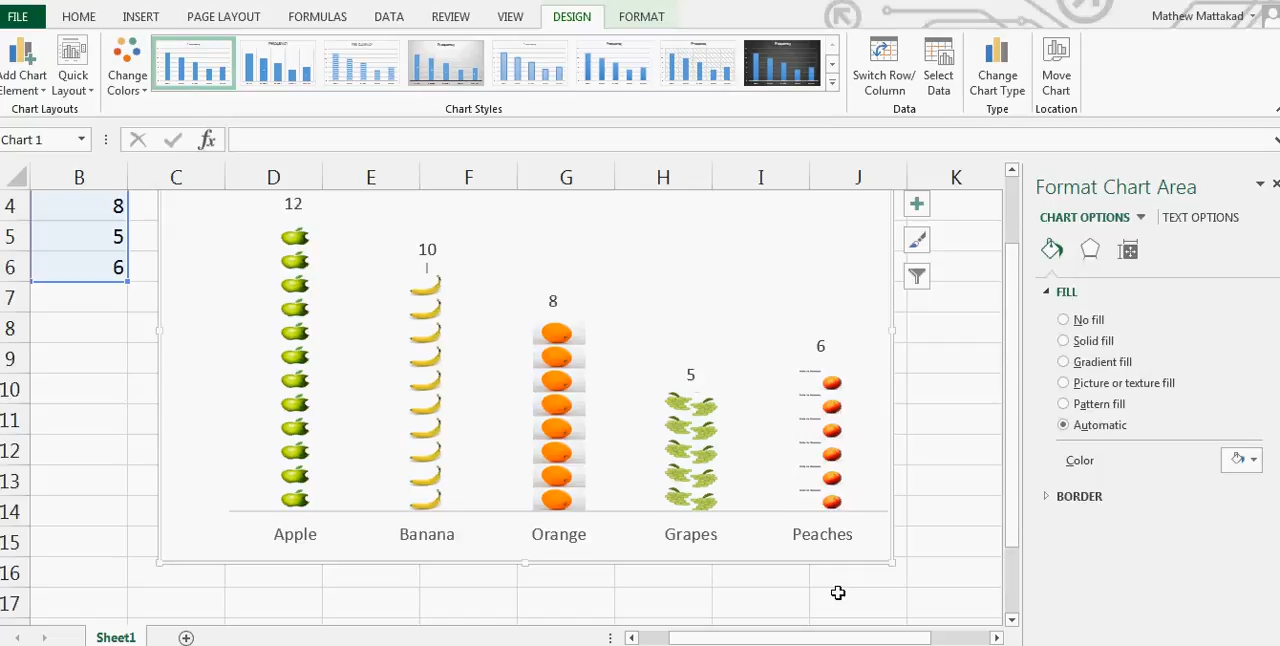 FILE HOME INSERT PAGE LAYOUT FORMULAS DATA REVIEW VIEW DESIGN FORMAT Mathew Mattakad
Add Chart Element Quick Layout Change Colors Switch Row/ Column Select Data Change Chart Type Move Chart
Chart Layouts Chart Styles Data Type Location
Chart 1 fx
B C D E F G H I J K
4 8
5 5
6 6
7
8
9
10
11
12
13
14
15
16
17
12
10
8
5
6
Apple Banana Orange Grapes Peaches
Sheet1
Format Chart Area
CHART OPTIONS TEXT OPTIONS
FILL
No fill
Solid fill
Gradient fill
Picture or texture fill
Pattern fill
Automatic
Color
BORDER